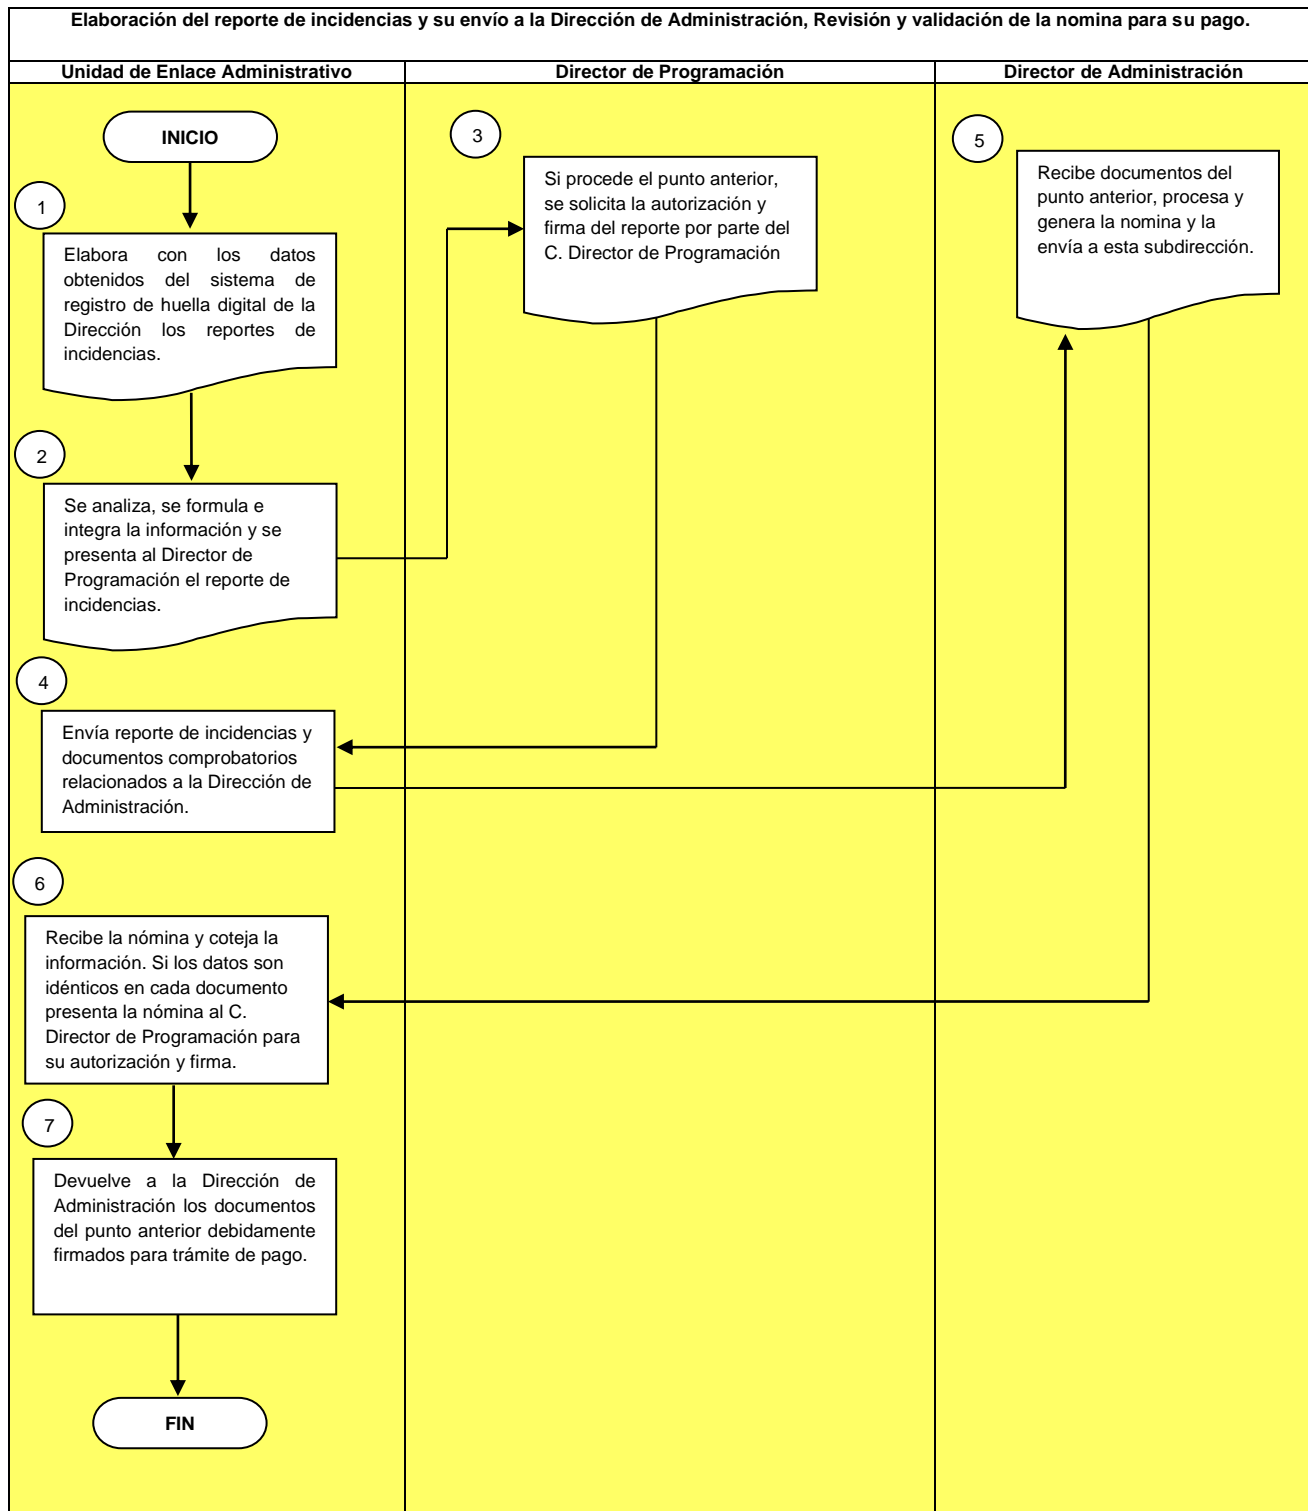 Elaboración del reporte de incidencias y su envío a la Dirección de Administración, Revisión y validación de la nomina para su pago.
Unidad de Enlace Administrativo
Director de Programación
Director de Administración
INICIO
1
Elabora con los datos
obtenidos del sistema de
registro de huella digital de la
Dirección los reportes de
incidencias.
2
Se analiza, se formula e
integra la información y se
presenta al Director de
Programación el reporte de
incidencias.
3
Si procede el punto anterior,
se solicita la autorización y
firma del reporte por parte del
C. Director de Programación
4
Envía reporte de incidencias y
documentos comprobatorios
relacionados a la Dirección de
Administración.
5
Recibe documentos del
punto anterior, procesa y
genera la nomina y la
envía a esta subdirección.
6
Recibe la nómina y coteja la
información. Si los datos son
idénticos en cada documento
presenta la nómina al C.
Director de Programación para
su autorización y firma.
7
Devuelve a la Dirección de
Administración los documentos
del punto anterior debidamente
firmados para trámite de pago.
FIN